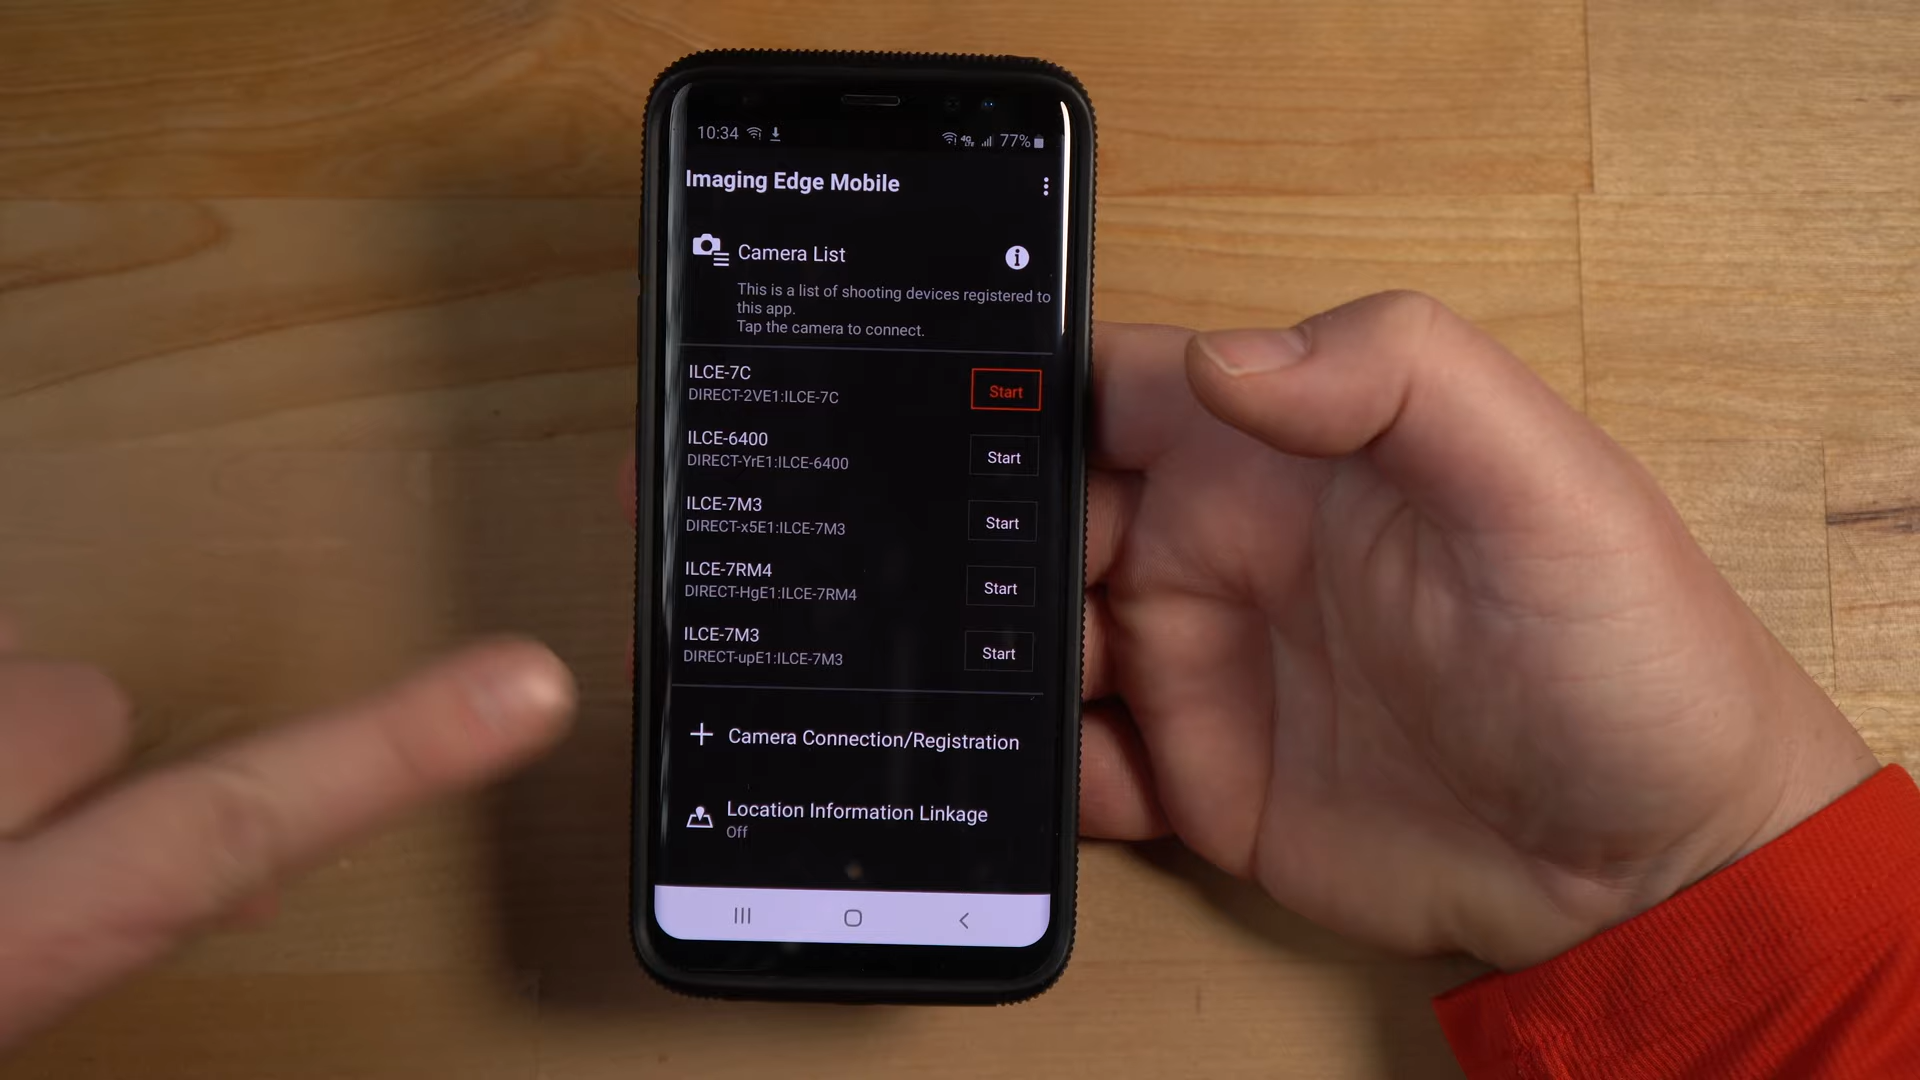 10:34
4G LTE 77%
Imaging Edge Mobile
Camera List
This is a list of shooting devices registered to
this app.
Tap the camera to connect.
ILCE-7C
DIRECT-2VE1:ILCE-7C
Start
ILCE-6400
DIRECT-YrE1:ILCE-6400
Start
ILCE-7M3
DIRECT-x5E1:ILCE-7M3
Start
ILCE-7RM4
DIRECT-HgE1:ILCE-7RM4
Start
ILCE-7M3
DIRECT-upE1:ILCE-7M3
Start
Camera Connection/Registration
Location Information Linkage
Off